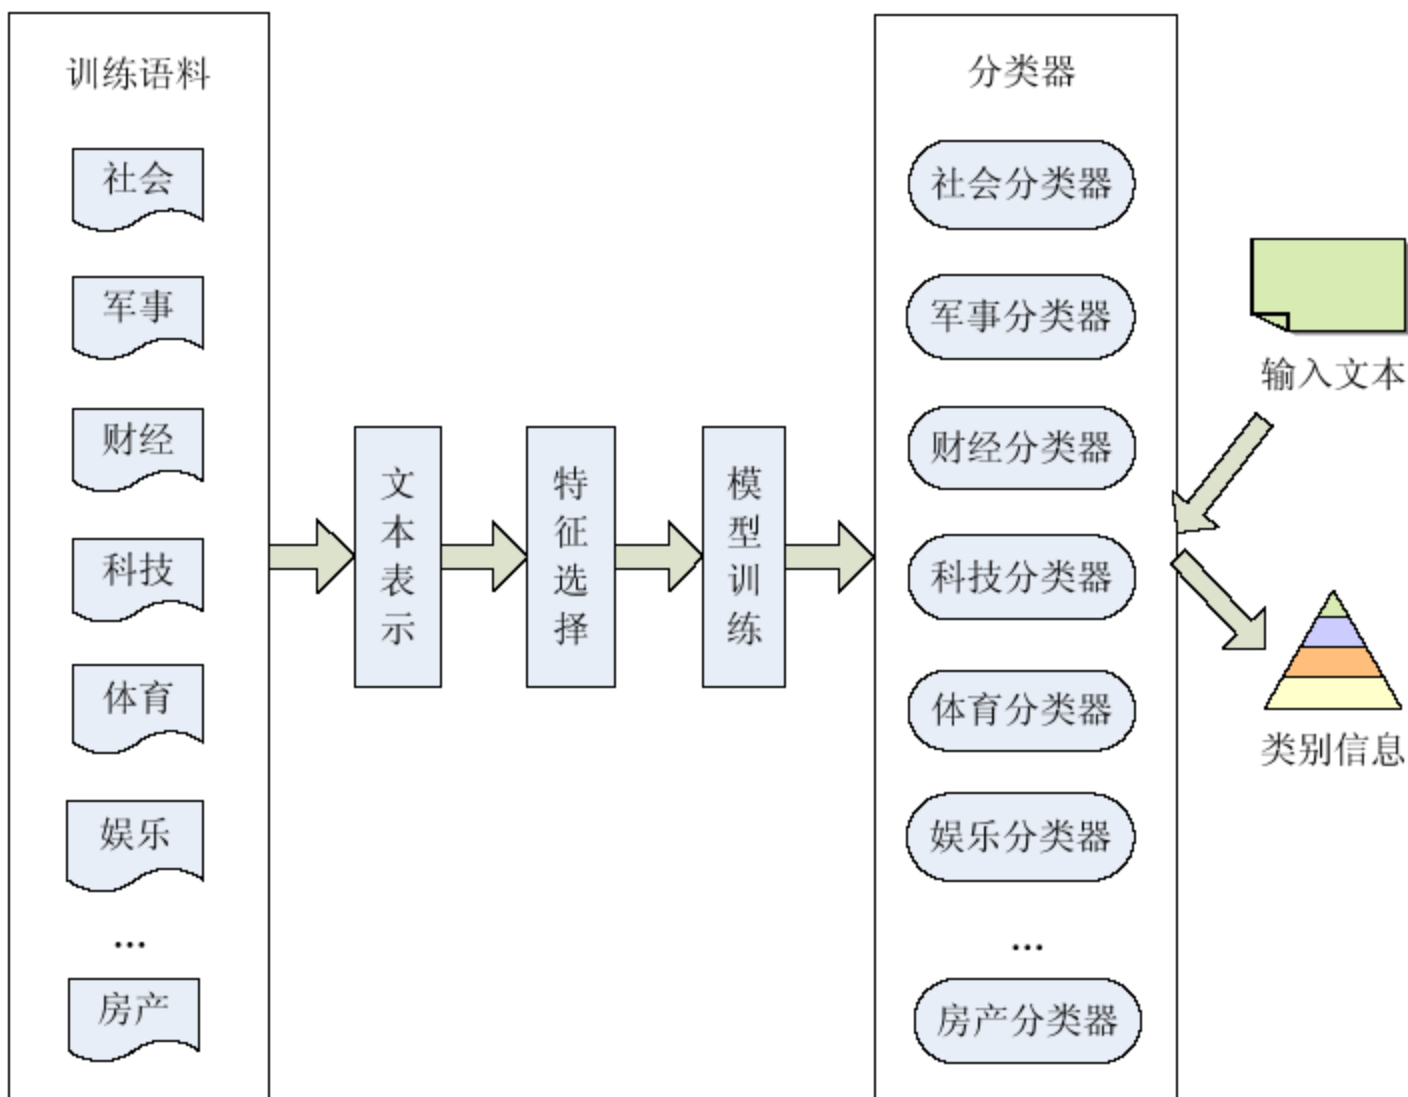 训练语料
社会
军事
财经
科技
体育
娱乐
...
房产
文本表示
特征选择
模型训练
分类器
社会分类器
军事分类器
财经分类器
科技分类器
体育分类器
娱乐分类器
...
房产分类器
输入文本
类别信息